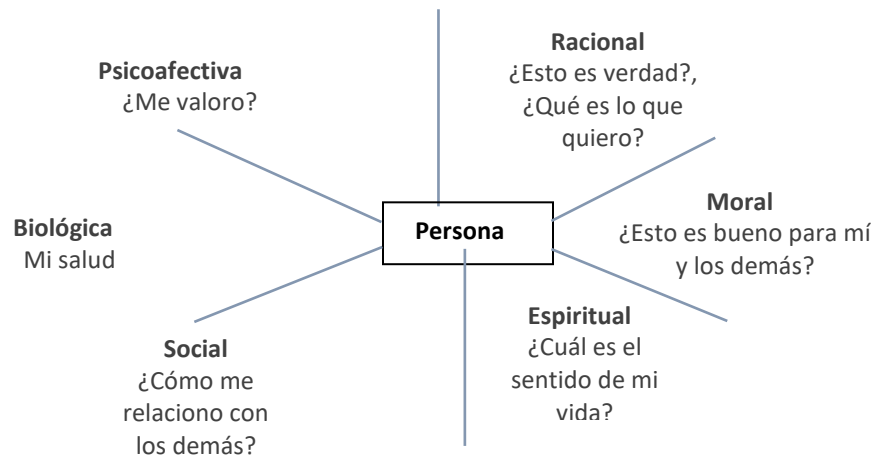 Psicoafectiva
¿Me valoro?
Racional
¿Esto es verdad?,
¿Qué es lo que
quiero?
Biológica
Mi salud
Persona
Moral
¿Esto es bueno para mí
y los demás?
Social
¿Cómo me
relaciono con
los demás?
Espiritual
¿Cuál es el
sentido de mi
vida?